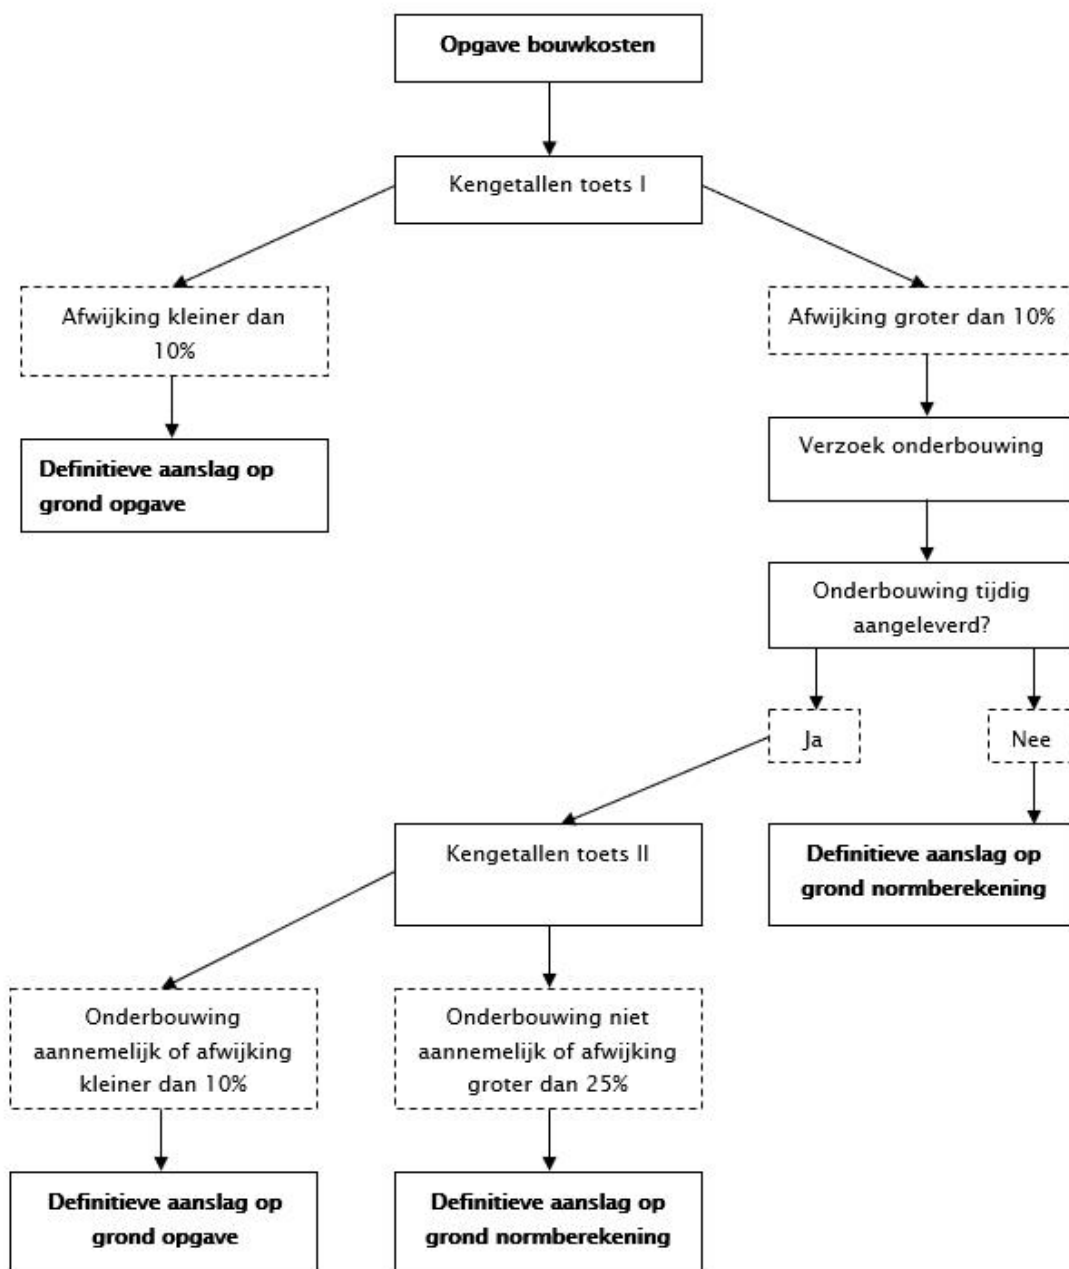 Opgave bouwkosten
Kengetallen toets I
Afwijking kleiner dan
10%
Afwijking groter dan 10%
Definitieve aanslag op
grond opgave
Verzoek onderbouwing
Onderbouwing tijdig
aangeleverd?
Ja
Nee
Kengetallen toets II
Definitieve aanslag op
grond normberekening
Onderbouwing
aannemelijk of afwijking
kleiner dan 10%
Onderbouwing niet
aannemelijk of afwijking
groter dan 25%
Definitieve aanslag op
grond opgave
Definitieve aanslag op
grond normberekening